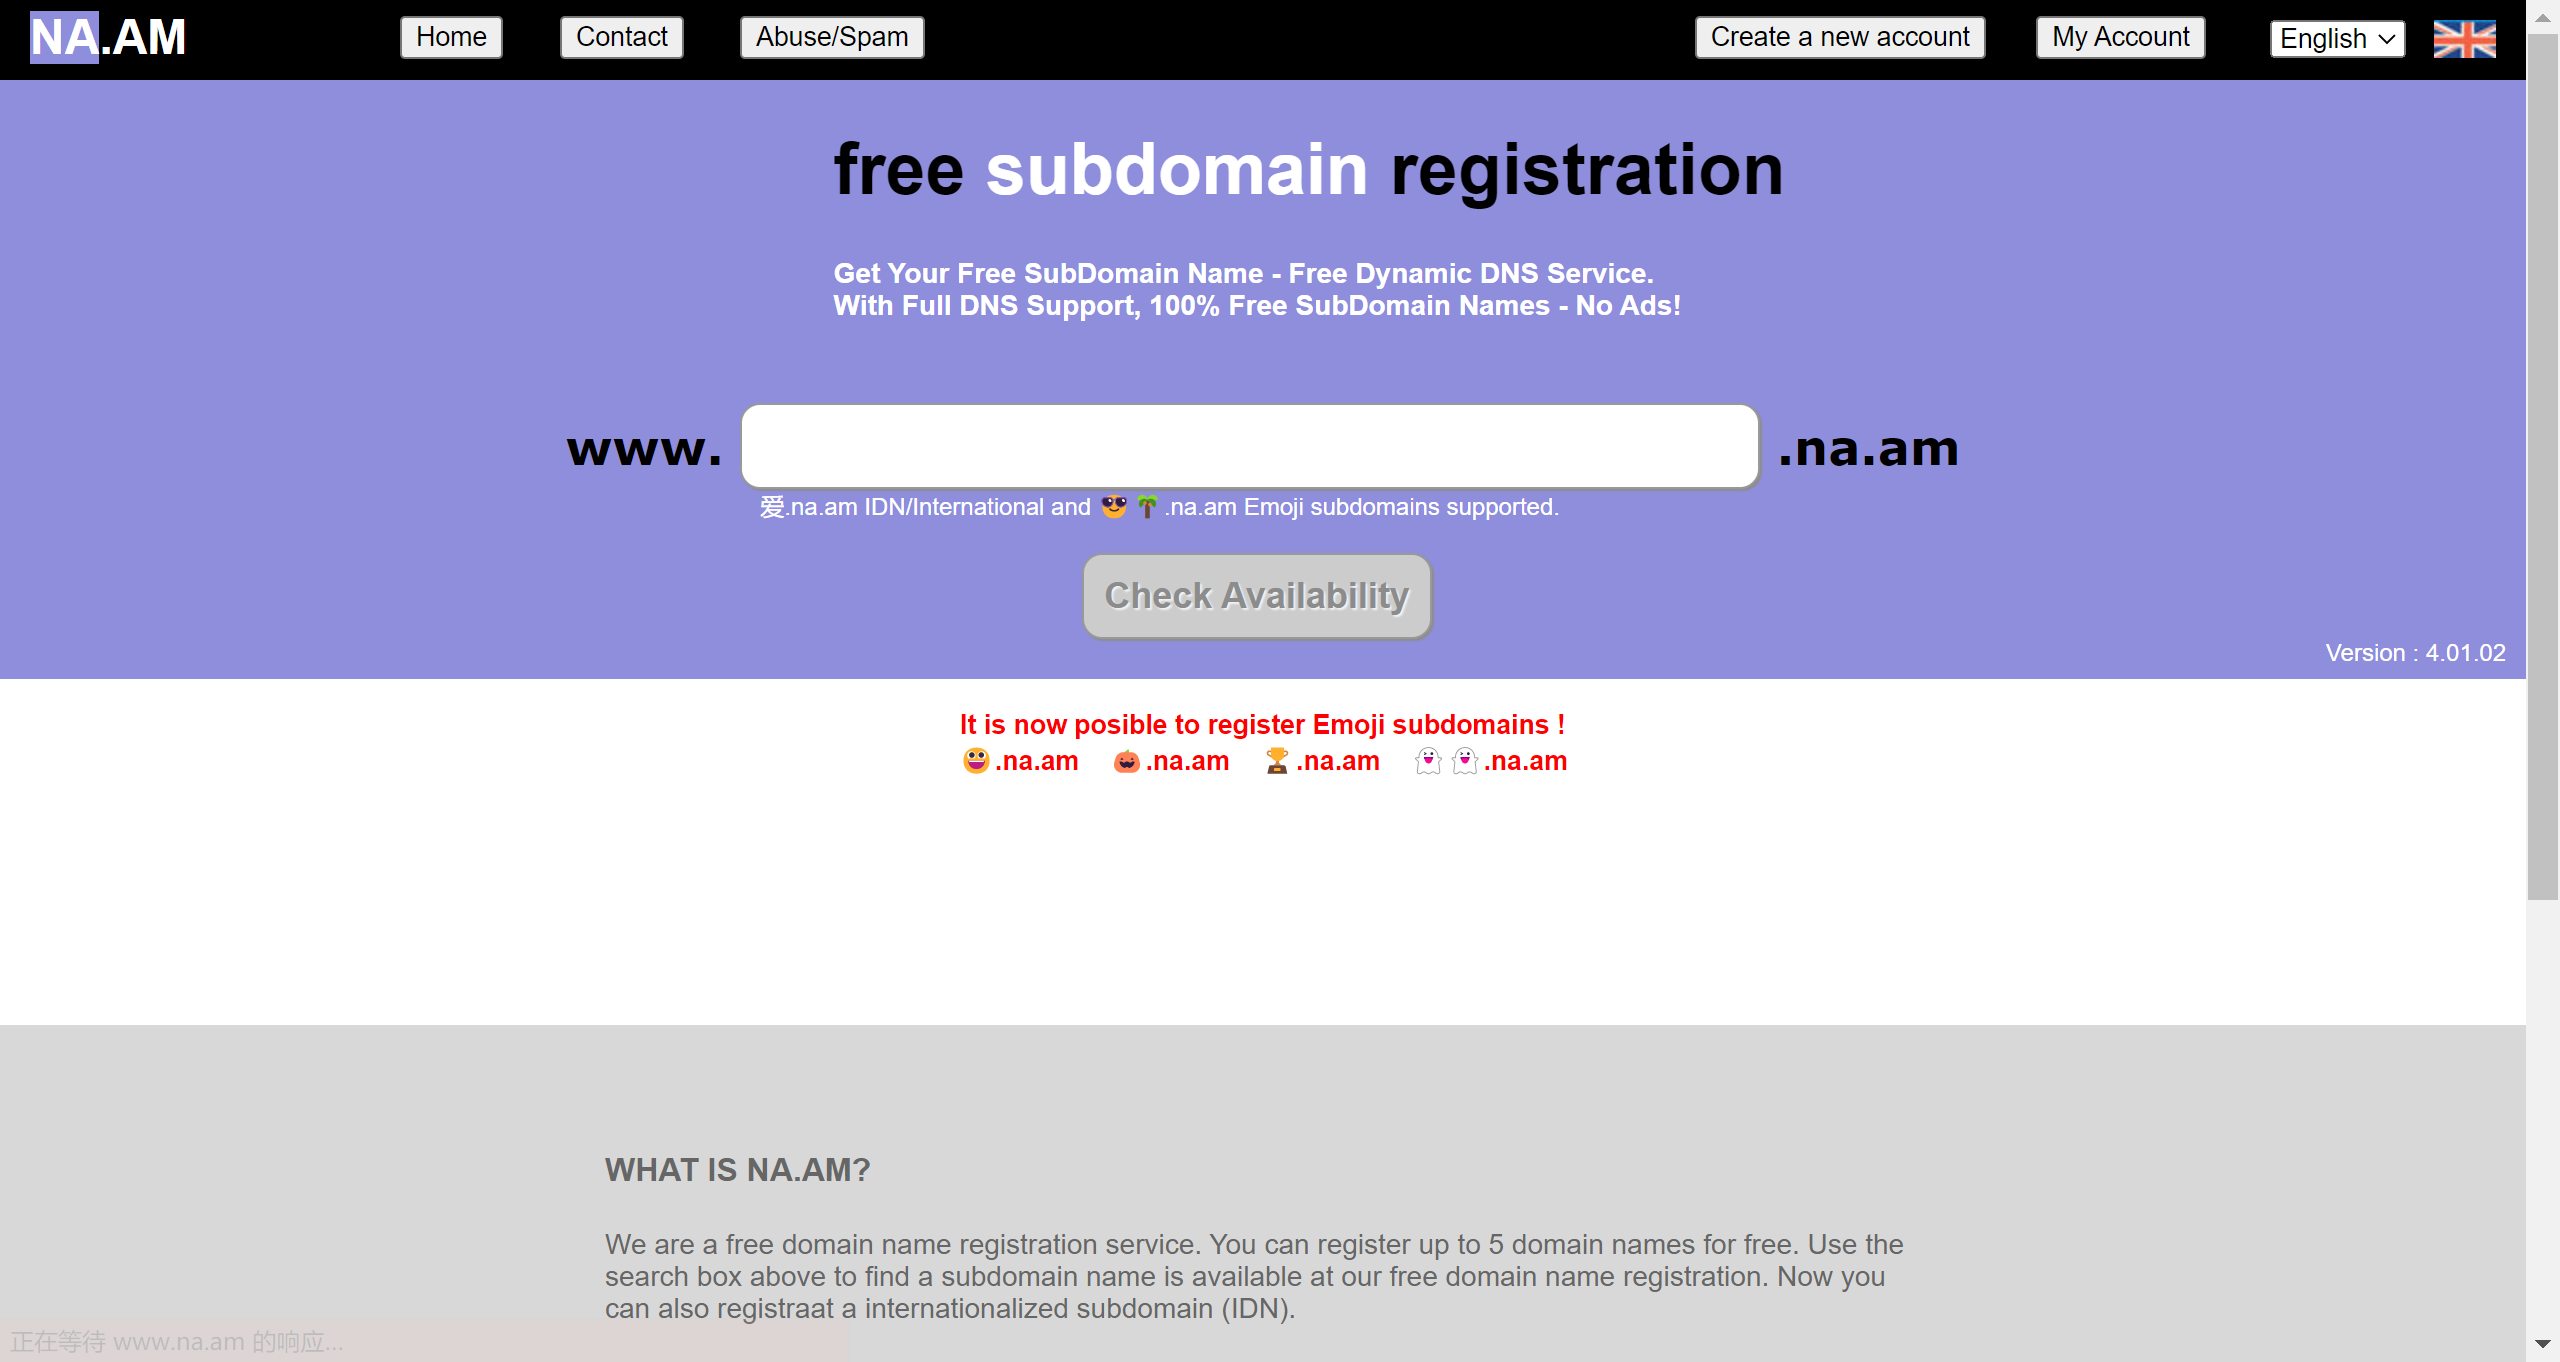 NA.AM
Home
Contact
Abuse/Spam
Create a new account
My Account
English
free subdomain registration
Get Your Free SubDomain Name - Free Dynamic DNS Service.
With Full DNS Support, 100% Free SubDomain Names - No Ads!
www.
.na.am
爱.na.am IDN/International and 😎🌴.na.am Emoji subdomains supported.
Check Availability
Version : 4.01.02
It is now posible to register Emoji subdomains !
😀.na.am 🎃.na.am 🏆.na.am 👻👻.na.am
WHAT IS NA.AM?
We are a free domain name registration service. You can register up to 5 domain names for free. Use the
search box above to find a subdomain name is available at our free domain name registration. Now you
can also registraat a internationalized subdomain (IDN).
正在等待 www.na.am 的响应...